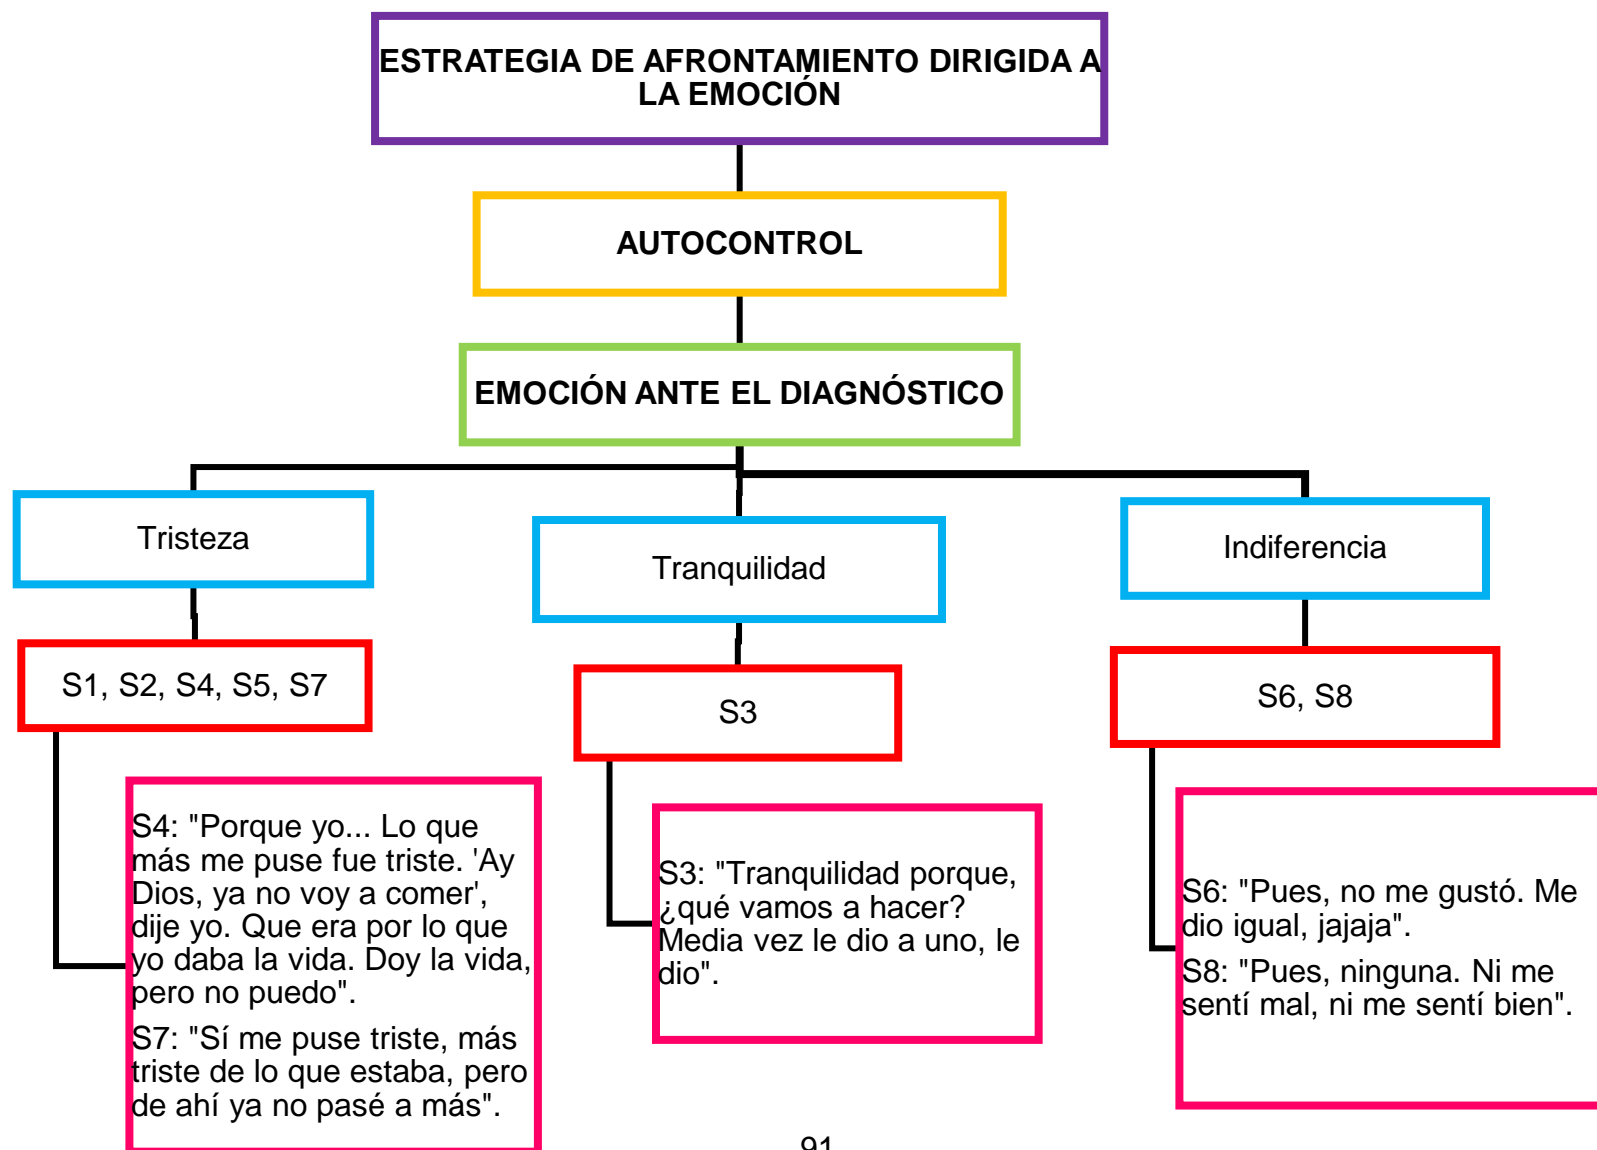 ESTRATEGIA DE AFRONTAMIENTO DIRIGIDA A
LA EMOCIÓN
AUTOCONTROL
EMOCIÓN ANTE EL DIAGNÓSTICO
Tristeza
S1, S2, S4, S5, S7
S4: "Porque yo... Lo que
más me puse fue triste. 'Ay
Dios, ya no voy a comer',
dije yo. Que era por lo que
yo daba la vida. Doy la vida,
pero no puedo".
S7: "Sí me puse triste, más
triste de lo que estaba, pero
de ahí ya no pasé a más".
Tranquilidad
S3
S3: "Tranquilidad porque,
¿qué vamos a hacer?
Media vez le dio a uno, le
dio".
Indiferencia
S6, S8
S6: "Pues, no me gustó. Me
dio igual, jajaja".
S8: "Pues, ninguna. Ni me
sentí mal, ni me sentí bien".
91